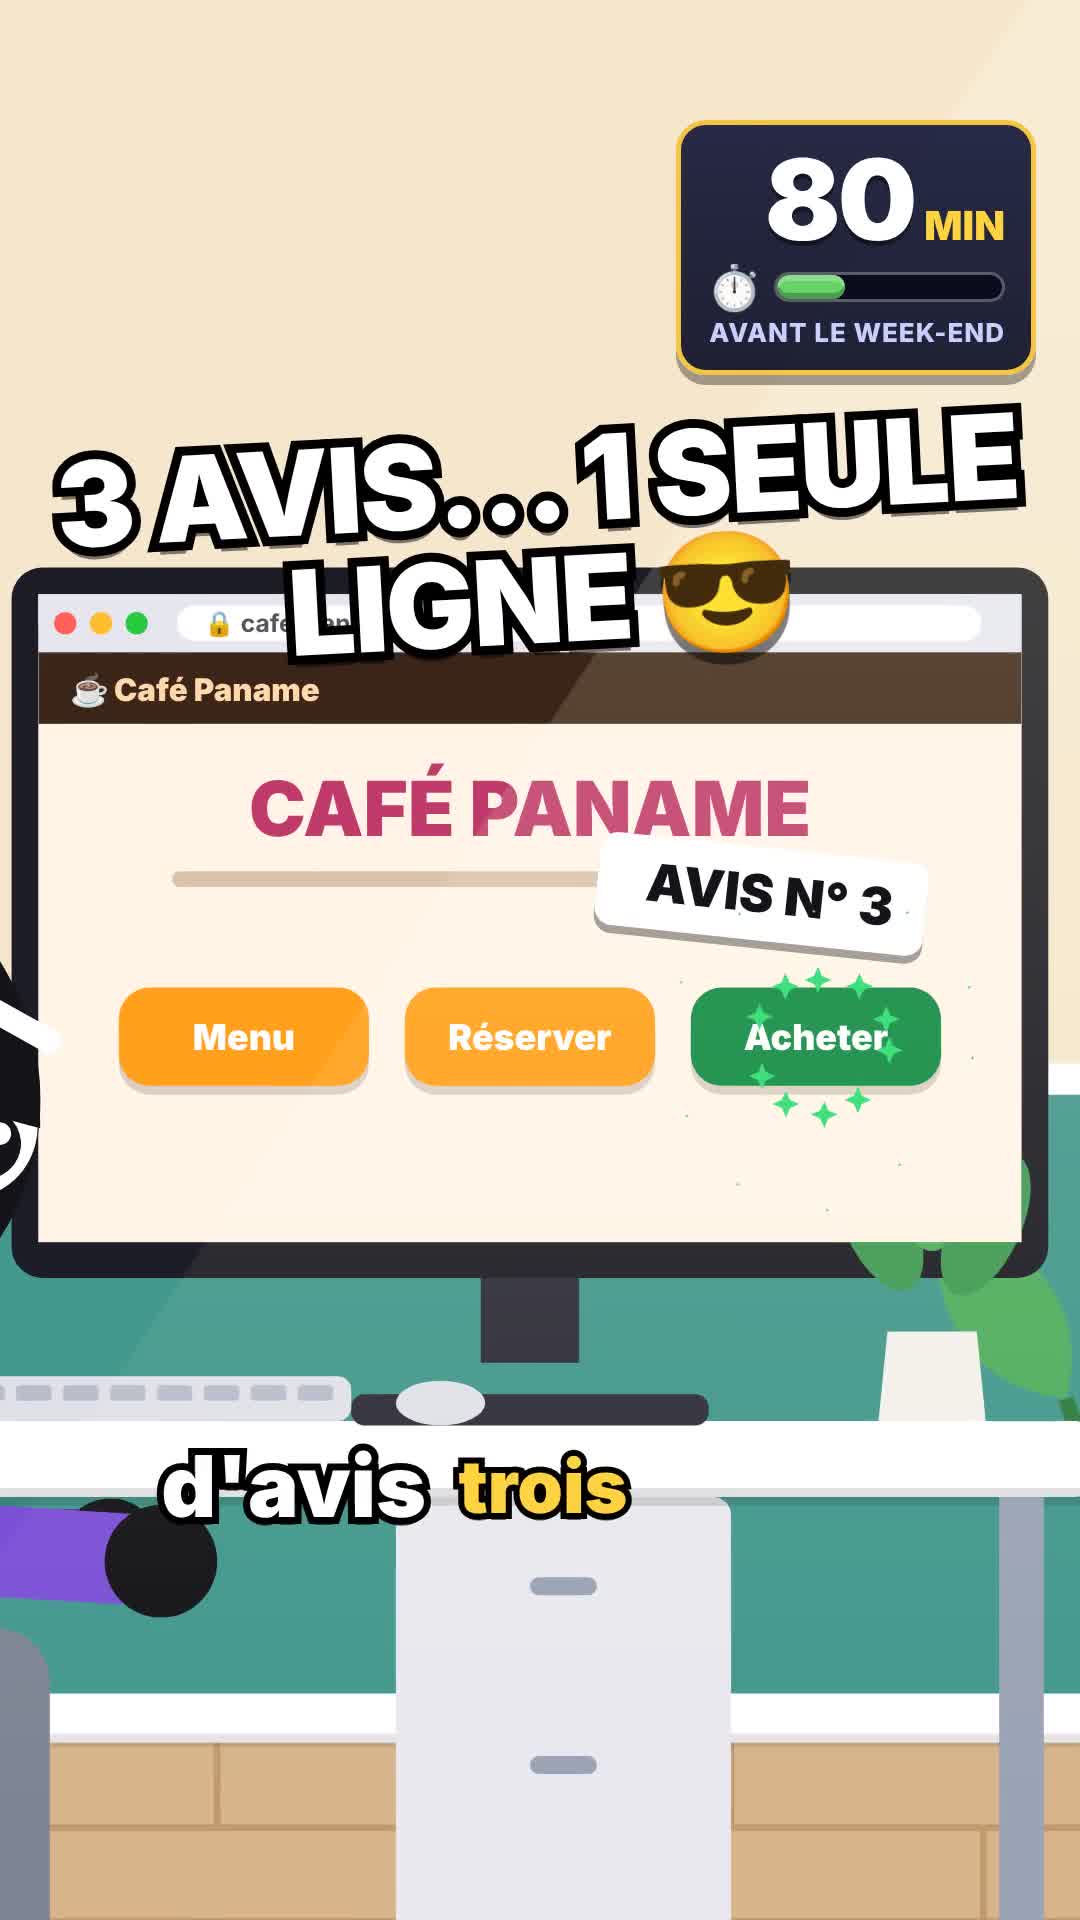 80 MIN
AVANT LE WEEK-END
3 AVIS... 1 SEULE
LIGNE 😎
Café Paname
CAFÉ PANAME
AVIS N° 3
Menu
Réserver
Acheter
d'avis trois